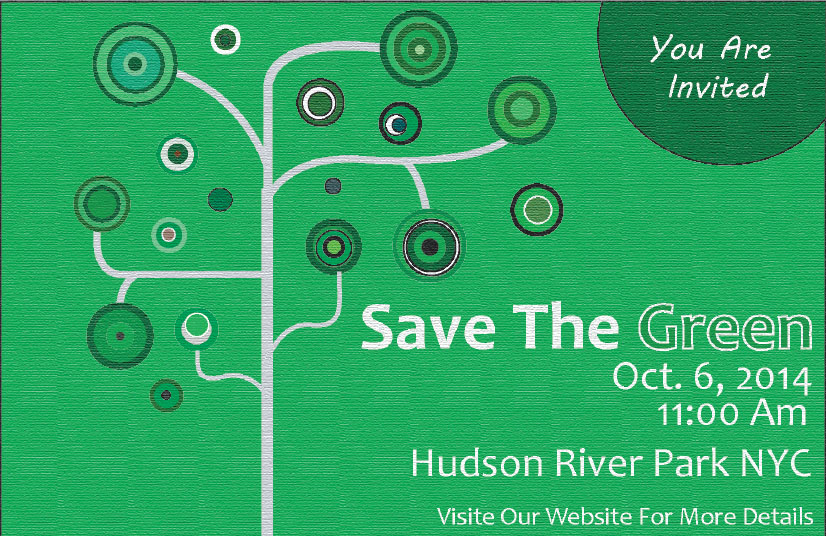 You Are
Invited
Save The Green
Oct. 6, 2014
11:00 Am
Hudson River Park NYC
Visite Our Website For More Details